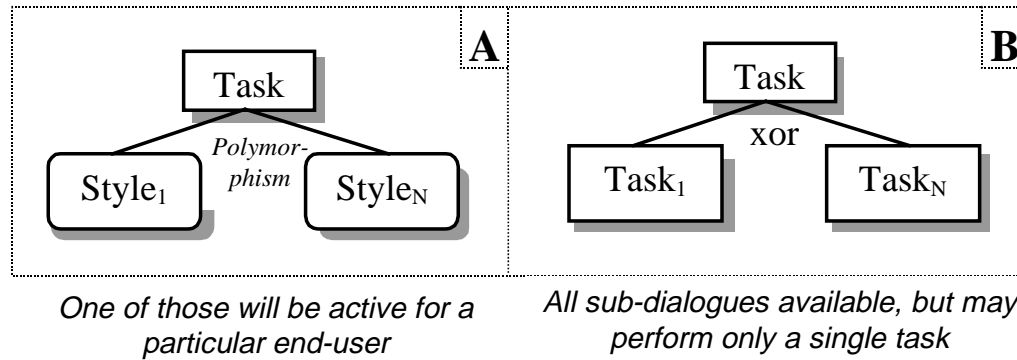 A
Task
Polymor-
phism
Style1
StyleN
B
Task
xor
Task1
TaskN
One of those will be active for a
particular end-user
All sub-dialogues available, but may
perform only a single task